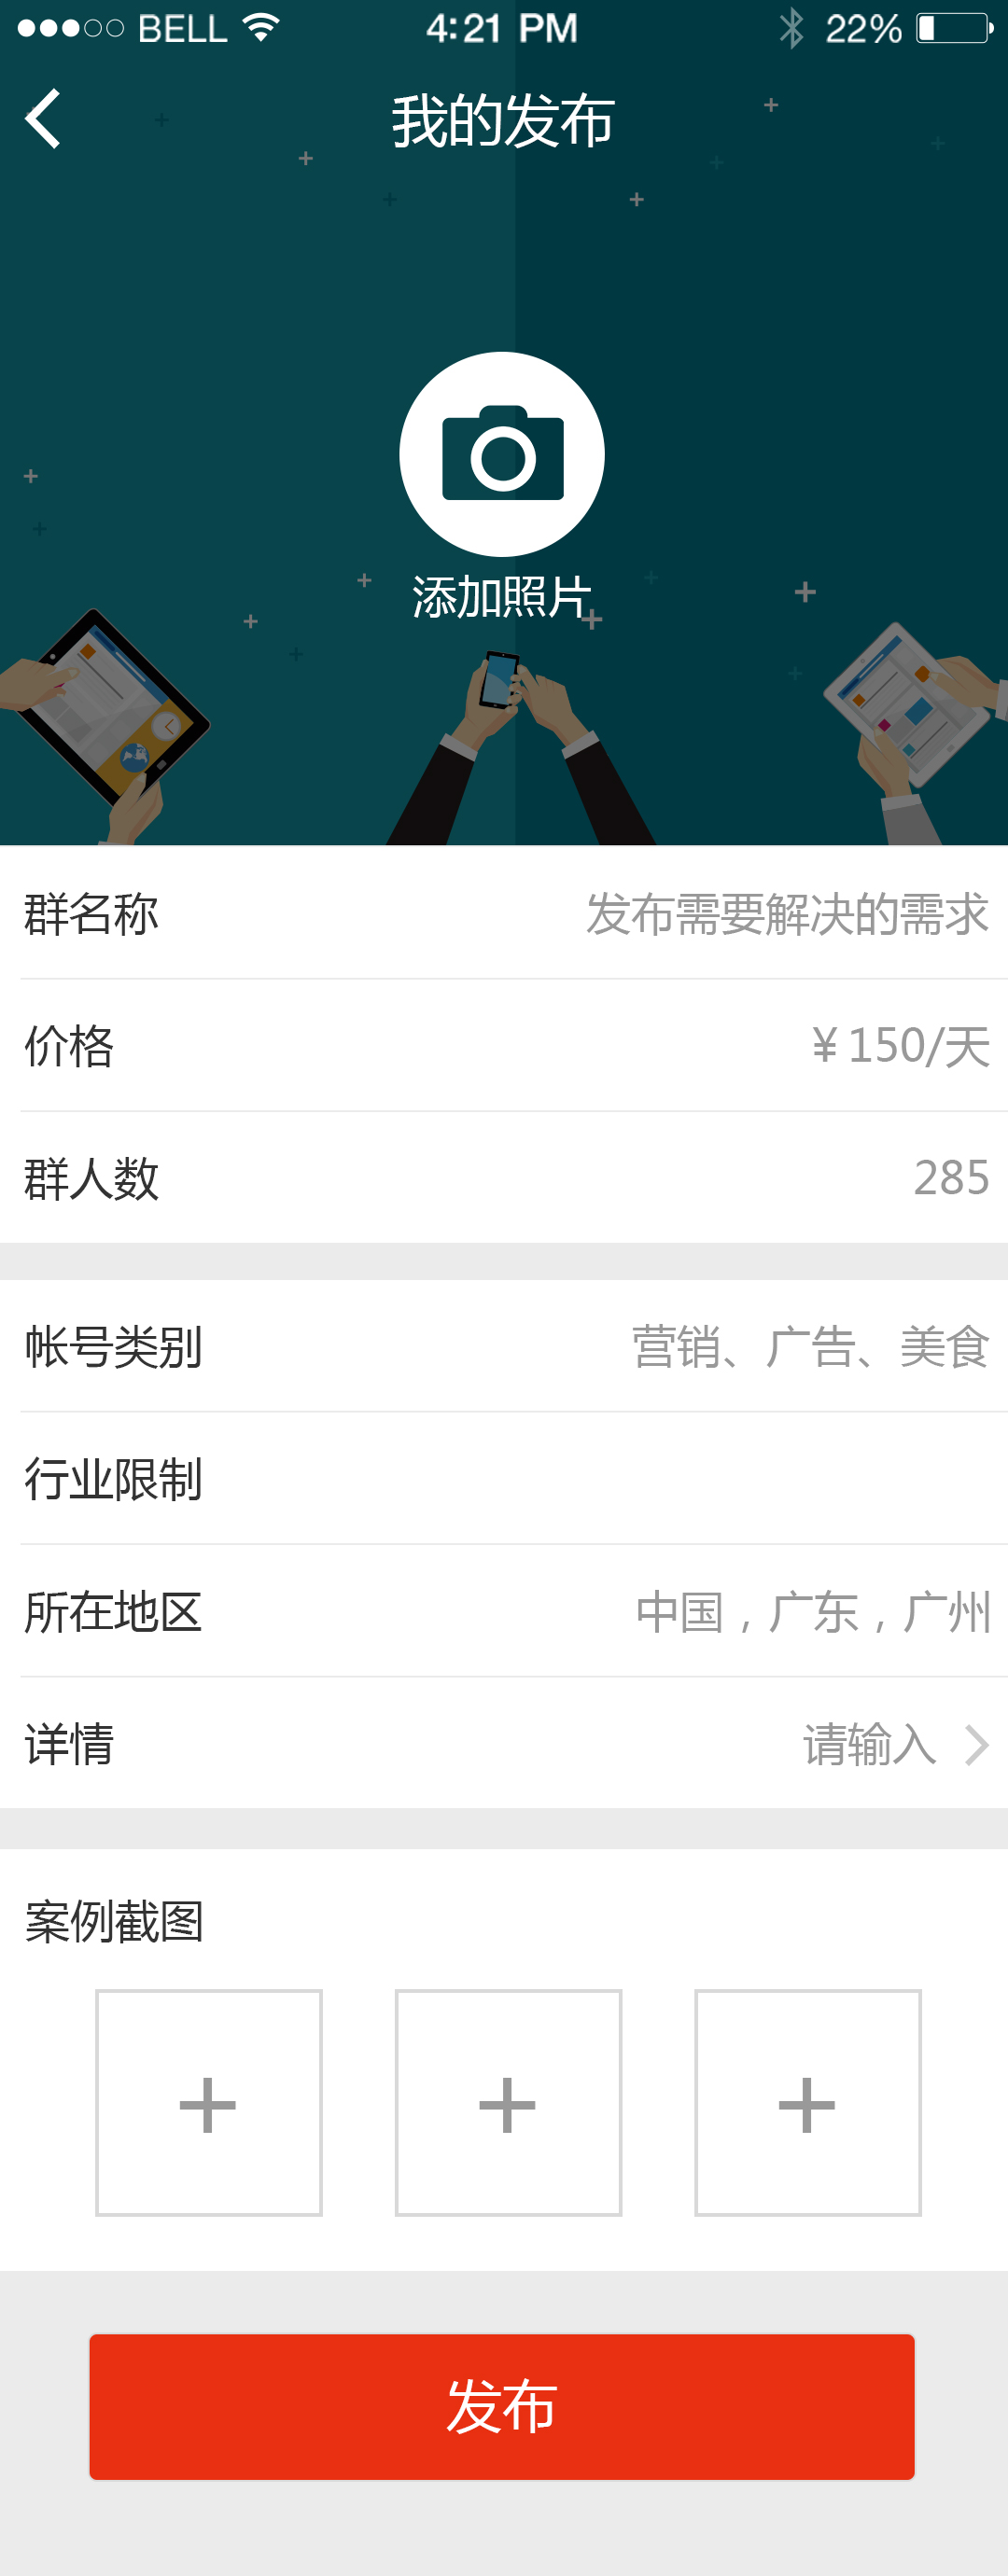 BELL 4:21 PM 22%
我的发布
添加照片
群名称 发布需要解决的需求
价格 ¥150/天
群人数 285
帐号类别 营销、广告、美食
行业限制
所在地区 中国，广东，广州
详情 请输入
案例截图
发布